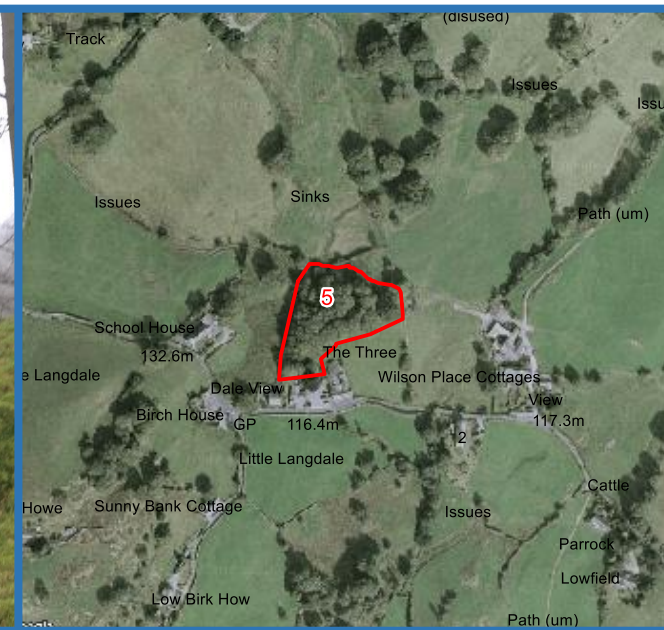 (disused)
Track
Issues
Issu
Issues
Sinks
Path (um)
5
School House
132.6m
The Three
e Langdale
Wilson Place Cottages
Dale View
View
Birch House
GP
116.4m
117.3m
2
Little Langdale
Cattle
Howe
Sunny Bank Cottage
Issues
Parrock
Lowfield
Low Birk How
Path (um)